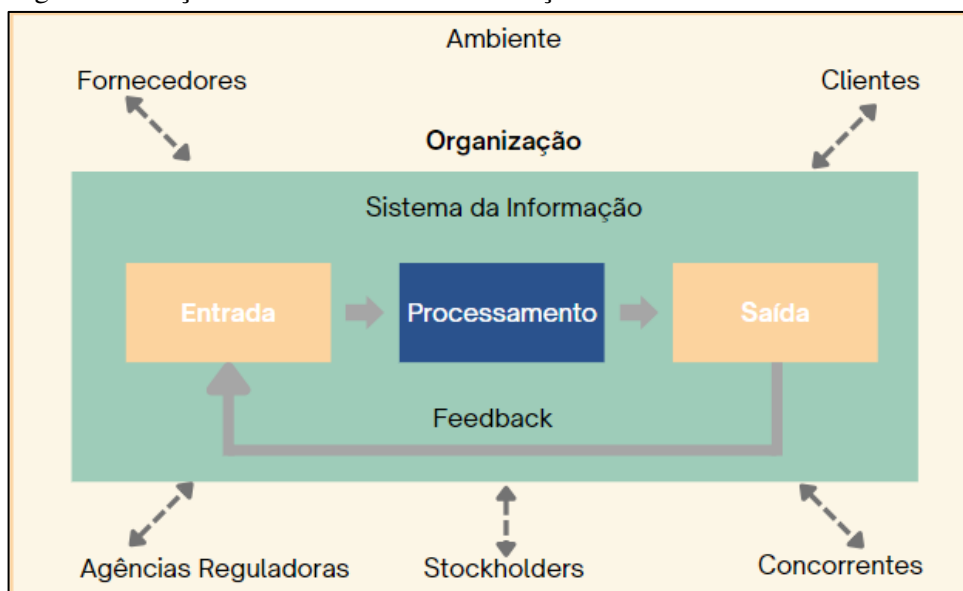 Ambiente
Fornecedores
Clientes
Organização
Sistema da Informação
Entrada
Processamento
Saída
Feedback
Agências Reguladoras
Stockholders
Concorrentes